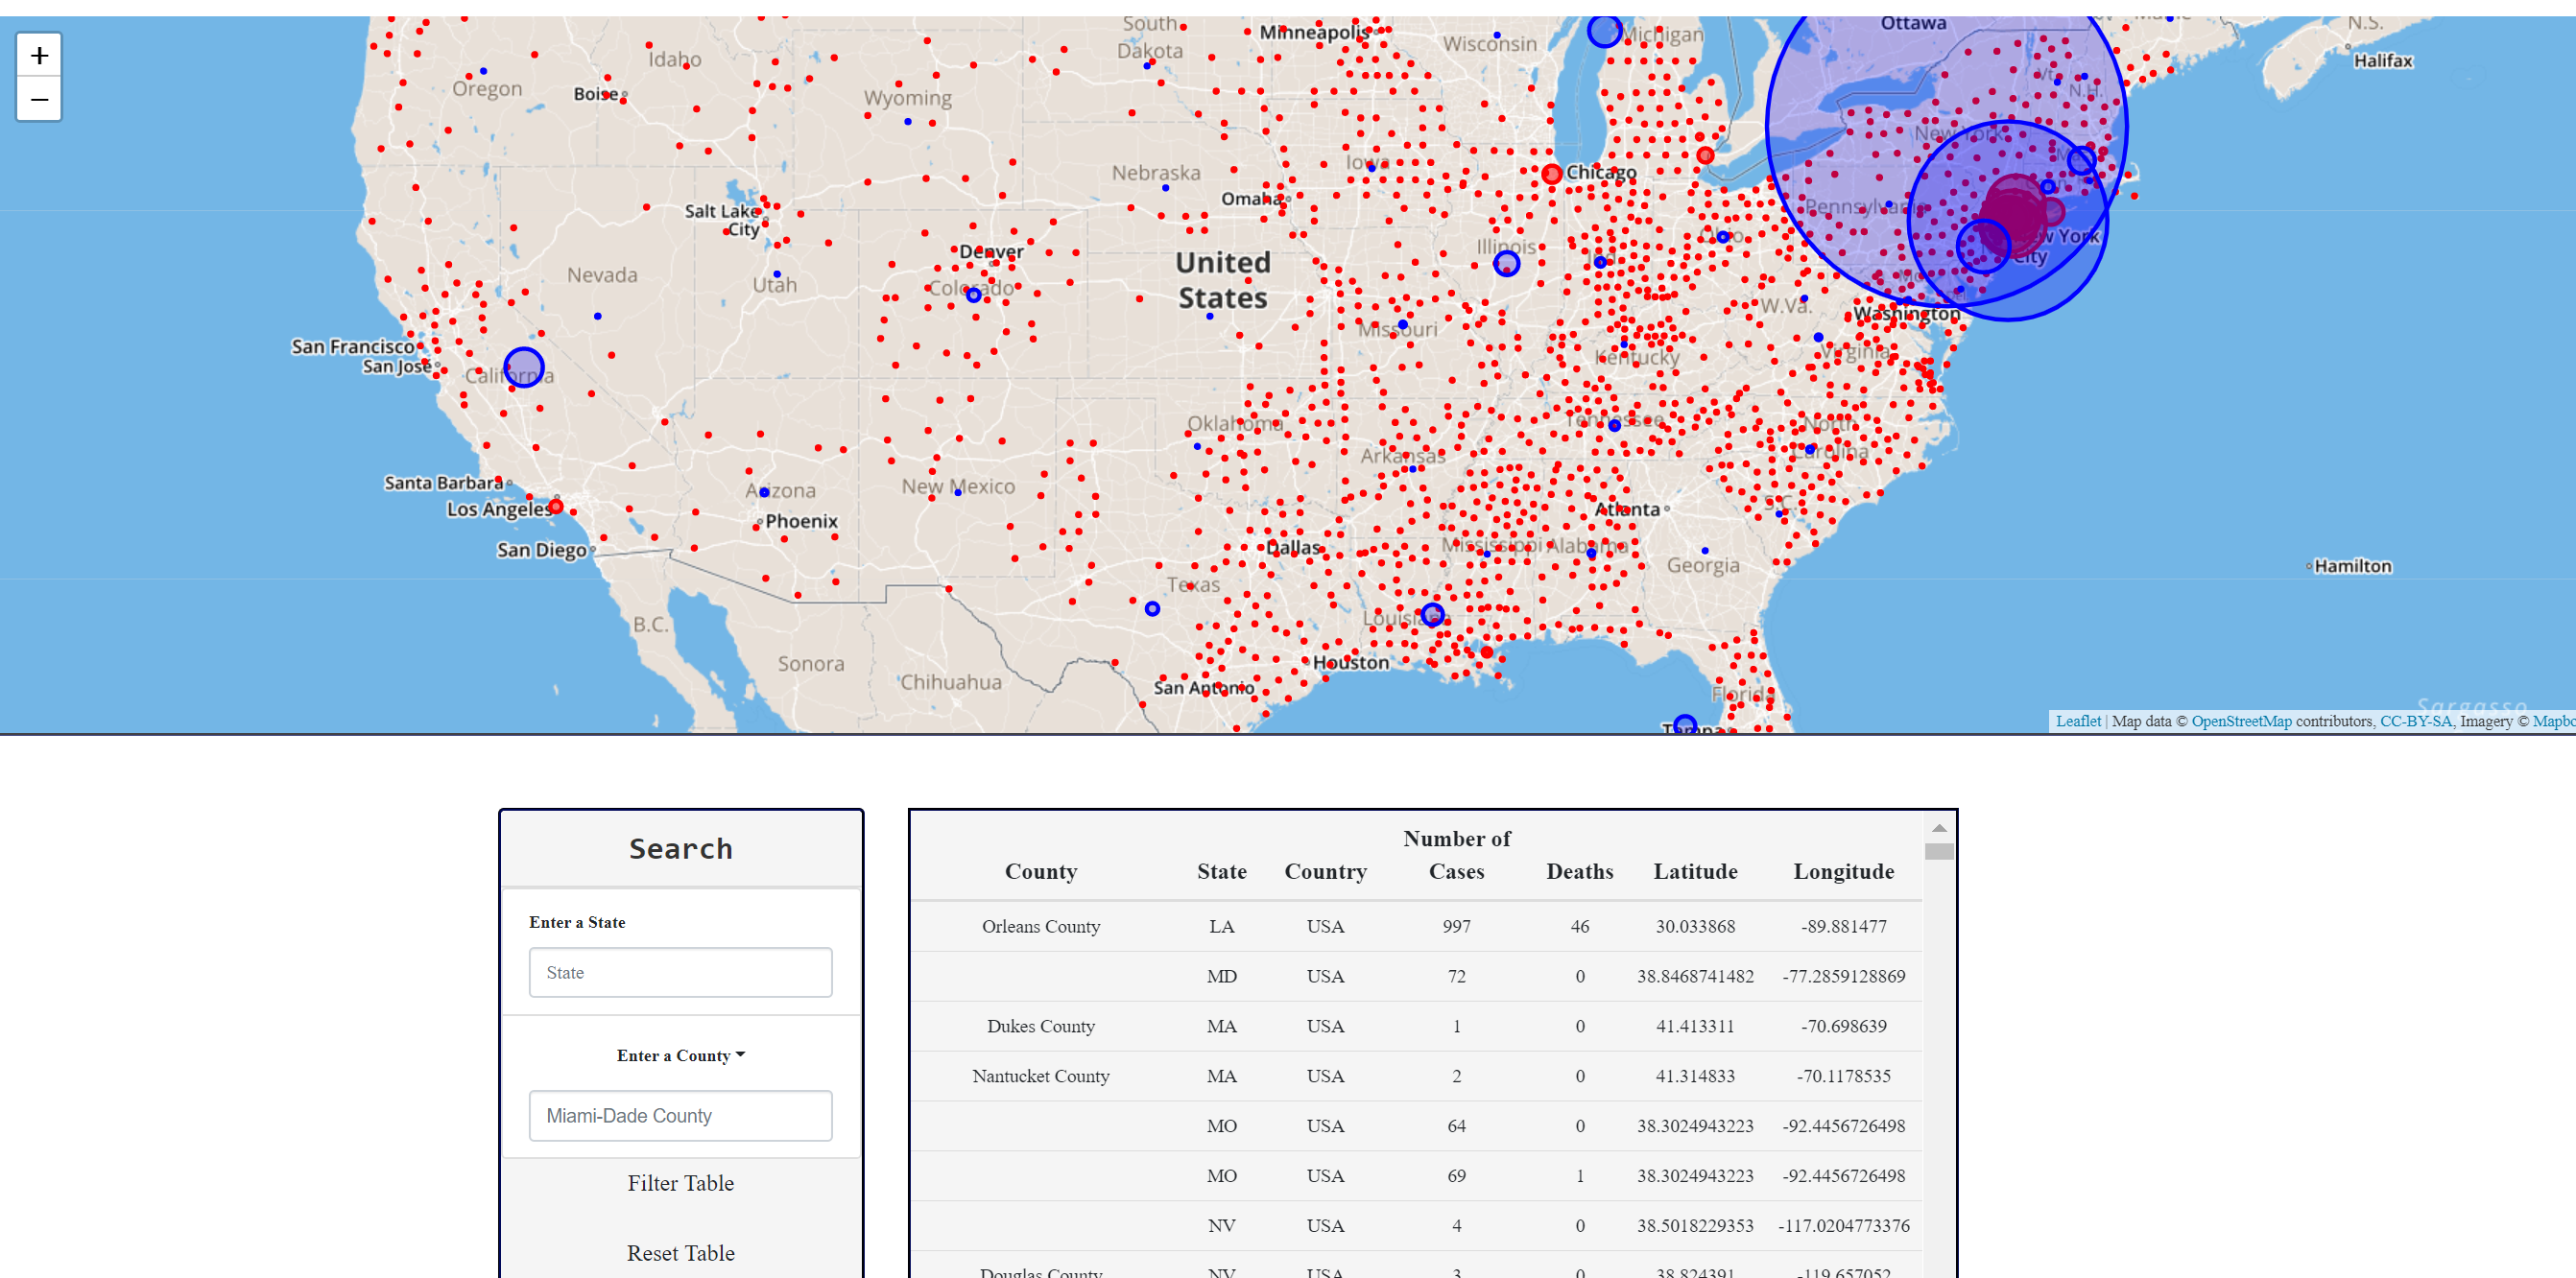 South
Dakota
Minneapolis
Wisconsin
Michigan
Ottawa
N.S.
Halifax
+
−
Idaho
Oregon
Boise
Wyoming
Vt.
N.H.
New York
Iowa
Nebraska
Chicago
Omaha
Salt Lake
City
Pennsylvania
Ohio
New York
City
Denver
United
States
Illinois
Ind.
Nevada
Utah
Colorado
W.Va.
Washington
Missouri
Kentucky
Virginia
San Francisco
San Jose
California
Oklahoma
Tennessee
North
Carolina
Arkansas
Santa Barbara
Arizona
New Mexico
Los Angeles
Phoenix
Atlanta
S.C.
San Diego
Dallas
Mississippi
Alabama
Georgia
Hamilton
Texas
Louisiana
B.C.
Sonora
Chihuahua
Houston
San Antonio
Florida
Tampa
Sargasso
Leaflet | Map data © OpenStreetMap contributors, CC-BY-SA, Imagery © Mapbo
Search
Enter a State
State
Enter a County
Miami-Dade County
Filter Table
Reset Table
County State Country Number of Cases Deaths Latitude Longitude
Orleans County LA USA 997 46 30.033868 -89.881477
MD USA 72 0 38.8468741482 -77.2859128869
Dukes County MA USA 1 0 41.413311 -70.698639
Nantucket County MA USA 2 0 41.314833 -70.1178535
MO USA 64 0 38.3024943223 -92.4456726498
MO USA 69 1 38.3024943223 -92.4456726498
NV USA 4 0 38.5018229353 -117.0204773376
Douglas County NV USA 3 0 38.824391 -119.657052